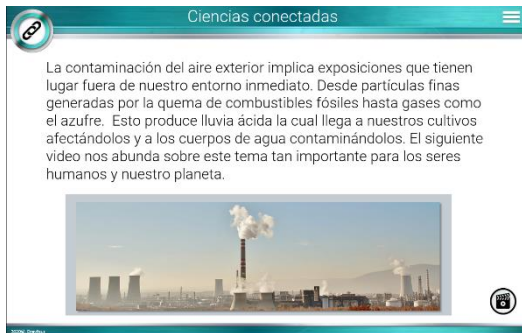 Ciencias conectadas
La contaminación del aire exterior implica exposiciones que tienen
lugar fuera de nuestro entorno inmediato. Desde partículas finas
generadas por la quema de combustibles fósiles hasta gases como
el azufre.  Esto produce lluvia ácida la cual llega a nuestros cultivos
afectándolos y a los cuerpos de agua contaminándolos. El siguiente
video nos abunda sobre este tema tan importante para los seres
humanos y nuestro planeta.